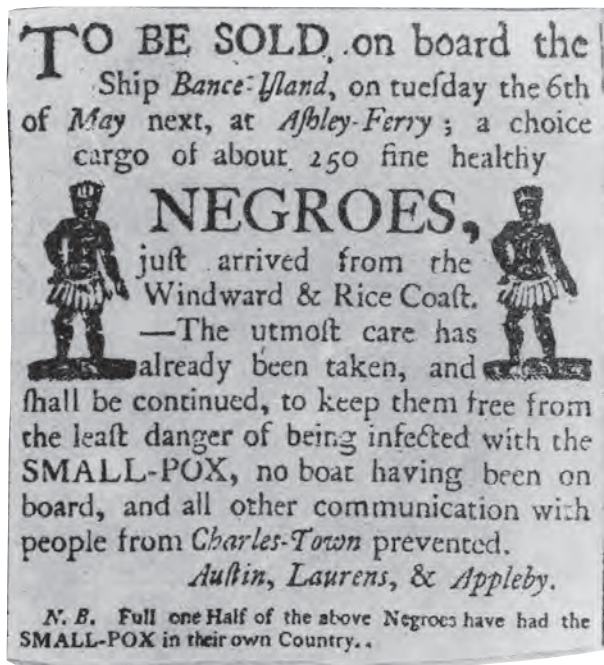 TO BE SOLD, on board the
Ship Bance-Yſland, on tueſday the 6th
of May next, at Aſhley-Ferry; a choice
cargo of about 250 fine healthy
NEGROES,
juſt arrived from the
Windward & Rice Coaſt.
—The utmoſt care has
already been taken, and
ſhall be continued, to keep them free from
the leaſt danger of being infected with the
SMALL-POX, no boat having been on
board, and all other communication with
people from Charles-Town prevented.
Auſtin, Laurens, & Appleby.
N. B. Full one Half of the above Negroes have had the
SMALL-POX in their own Country.